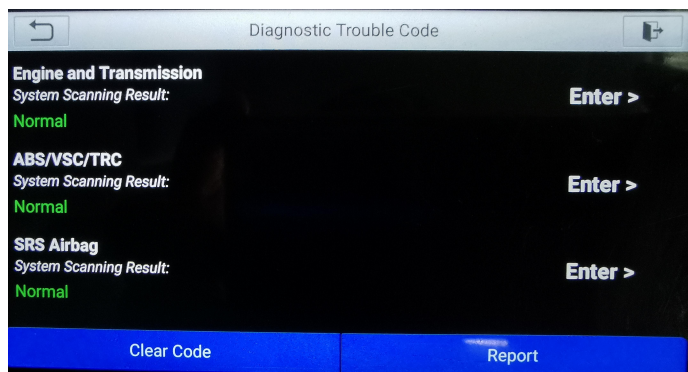 Diagnostic Trouble Code
Engine and Transmission
System Scanning Result:
Normal
Enter >
ABS/VSC/TRC
System Scanning Result:
Normal
Enter >
SRS Airbag
System Scanning Result:
Normal
Enter >
Clear Code
Report